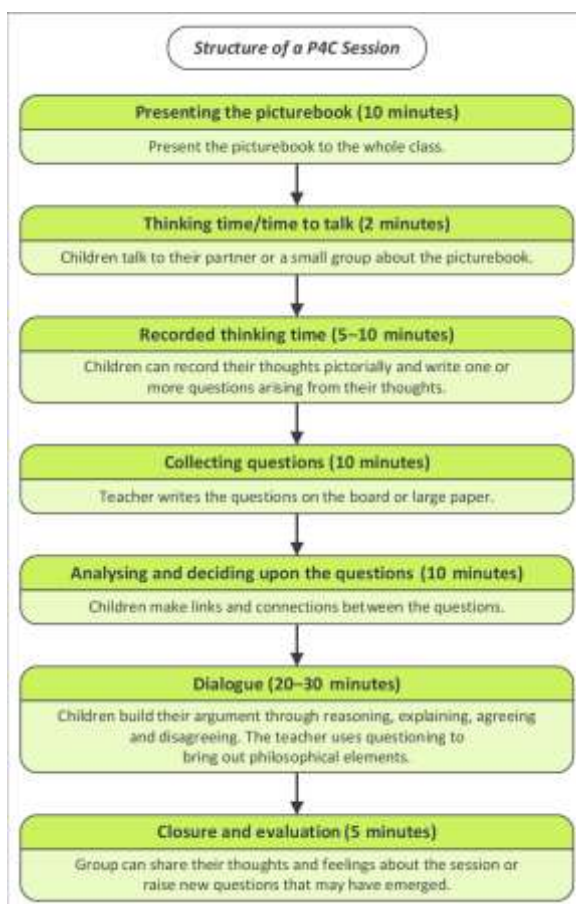 Structure of a P4C Session
Presenting the picturebook (10 minutes)
Present the picturebook to the whole class.
Thinking time/time to talk (2 minutes)
Children talk to their partner or a small group about the picturebook.
Recorded thinking time (5–10 minutes)
Children can record their thoughts pictorially and write one or
more questions arising from their thoughts.
Collecting questions (10 minutes)
Teacher writes the questions on the board or large paper.
Analysing and deciding upon the questions (10 minutes)
Children make links and connections between the questions.
Dialogue (20–30 minutes)
Children build their argument through reasoning, explaining, agreeing
and disagreeing. The teacher uses questioning to
bring out philosophical elements.
Closure and evaluation (5 minutes)
Group can share their thoughts and feelings about the session or
raise new questions that may have emerged.